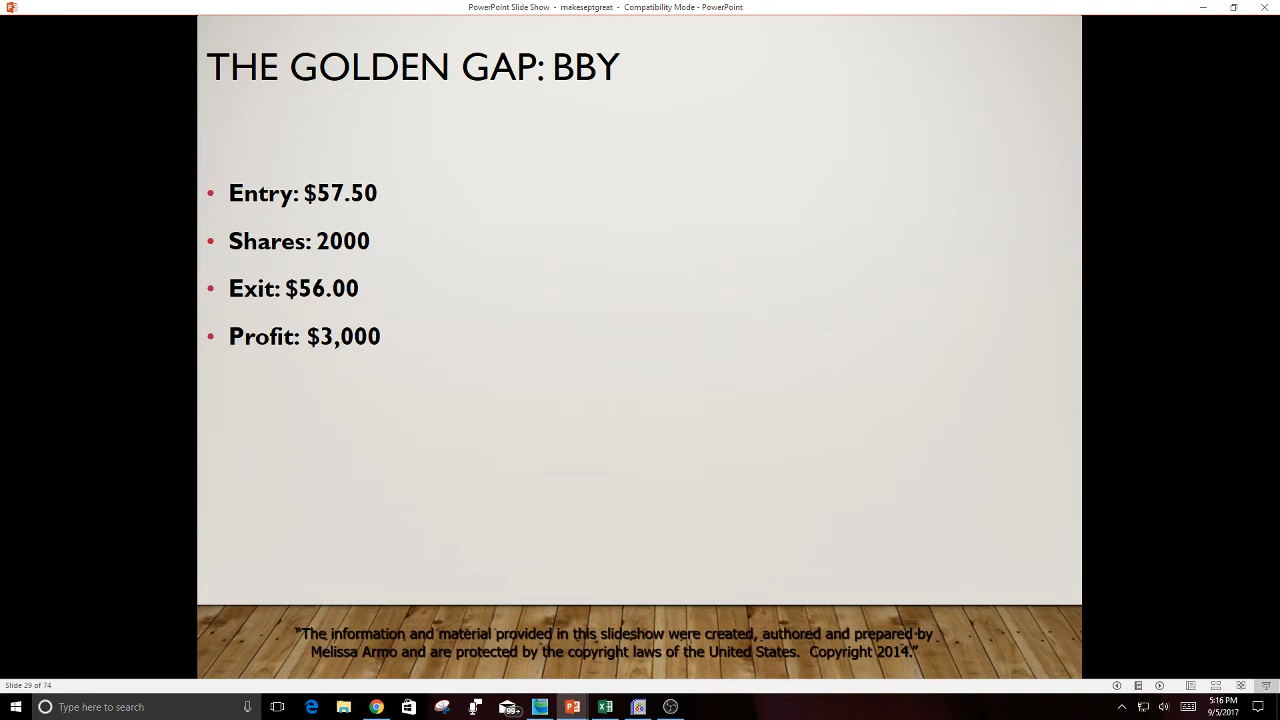 PowerPoint Slide Show - makeseptgreat - Compatibility Mode - PowerPoint
THE GOLDEN GAP: BBY
• Entry: $57.50
• Shares: 2000
• Exit: $56.00
• Profit: $3,000
“The information and material provided in this slideshow were created, authored and prepared by
Melissa Armo and are protected by the copyright laws of the United States. Copyright 2014.”
Slide 29 of 74
Type here to search
99+
5:16 PM
9/5/2017